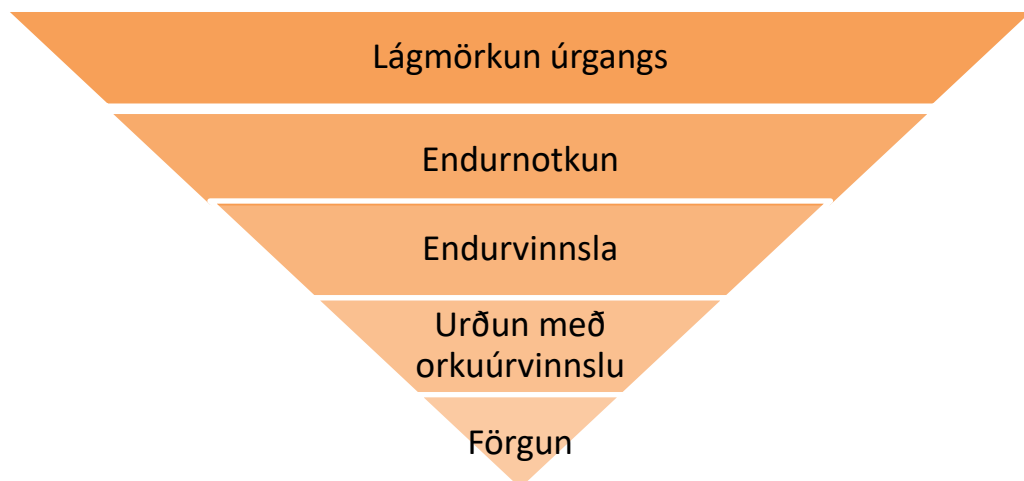 Lágmörkun úrgangs
Endurnotkun
Endurvinnsla
Urðun með
orkuúrvinnslu
Förgun